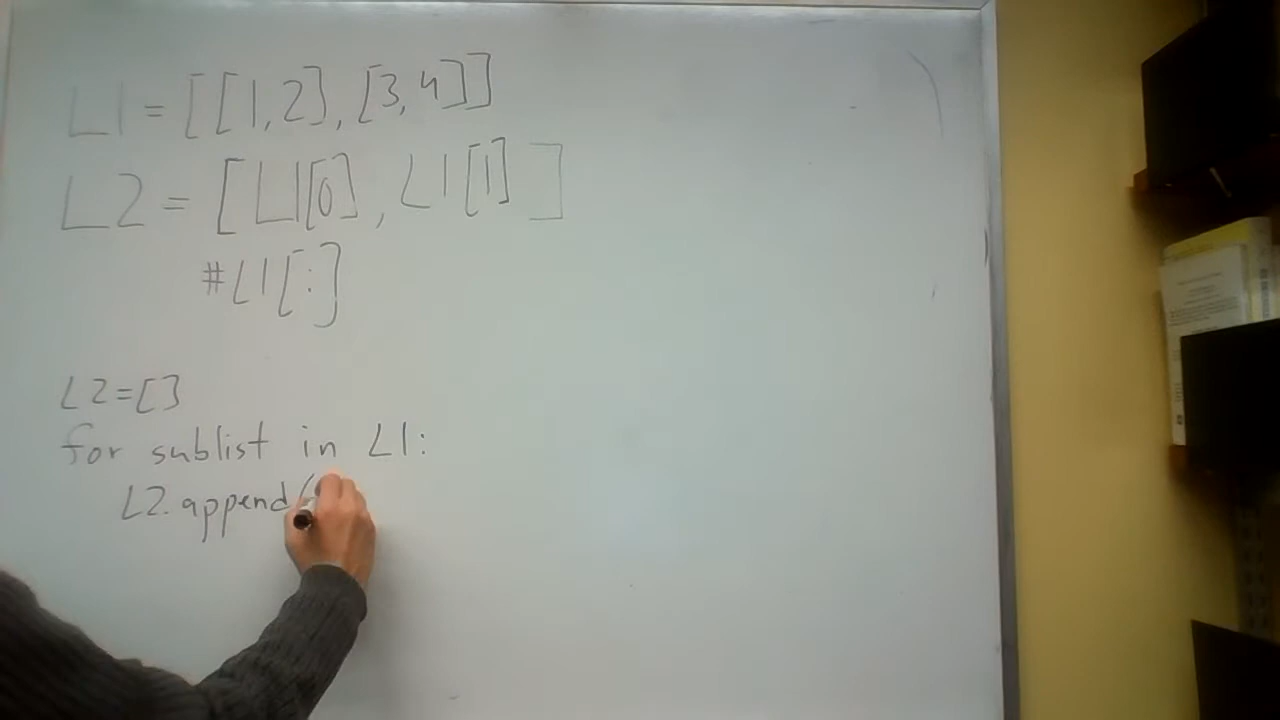 L1 = [[1,2], [3,4]]
L2 = [L1[0], L1[1] ]
#L1[:]
L2=[]
for sublist in L1:
L2.append(